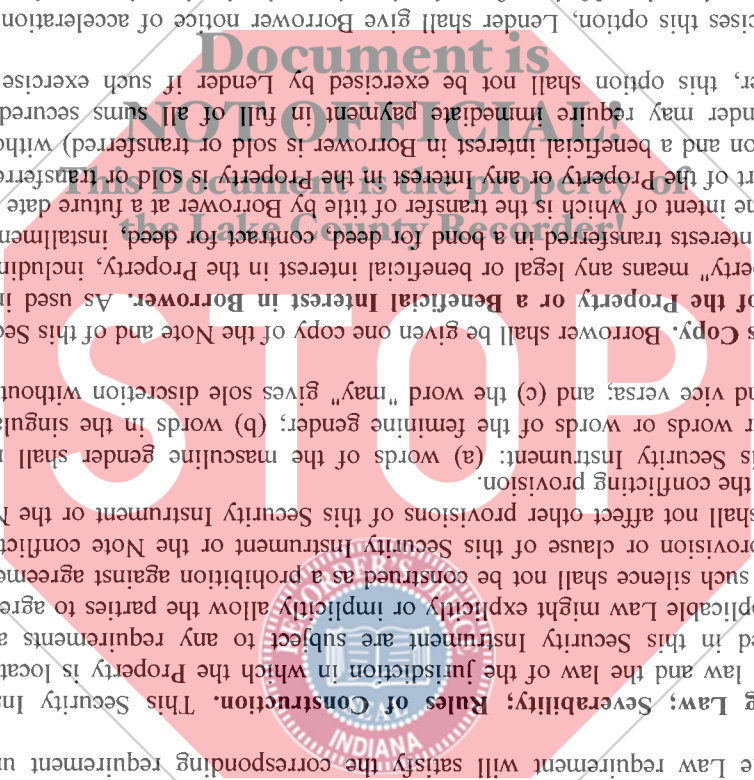 Document is
NOT OFFICIAL!
This Document is the property of
the Lake County Recorder!
STOP
RECORDER'S OFFICE
SEAL
INDIANA
e Law requirement will satisfy the corresponding requirement un
g Law; Severability; Rules of Construction. This Security Ins
law and the law of the jurisdiction in which the Property is locat
ed in this Security Instrument are subject to any requirements a
plicable Law might explicitly or implicitly allow the parties to agre
such silence shall not be construed as a prohibition against agreeme
provision or clause of this Security Instrument or the Note conflict
shall not affect other provisions of this Security Instrument or the N
the conflicting provision.
is Security Instrument: (a) words of the masculine gender shall
r words or words of the feminine gender; (b) words in the singula
nd vice versa; and (c) the word "may" gives sole discretion without
s Copy. Borrower shall be given one copy of the Note and of this Sec
of the Property or a Beneficial Interest in Borrower. As used in
erty" means any legal or beneficial interest in the Property, includin
nterests transferred in a bond for deed, contract for deed, installmen
he intent of which is the transfer of title by Borrower at a future date
rt of the Property or any Interest in the Property is sold or transferre
on and a beneficial interest in Borrower is sold or transferred) witho
nder may require immediate payment in full of all sums secured
er, this option shall not be exercised by Lender if such exercise
cises this option, Lender shall give Borrower notice of acceleration